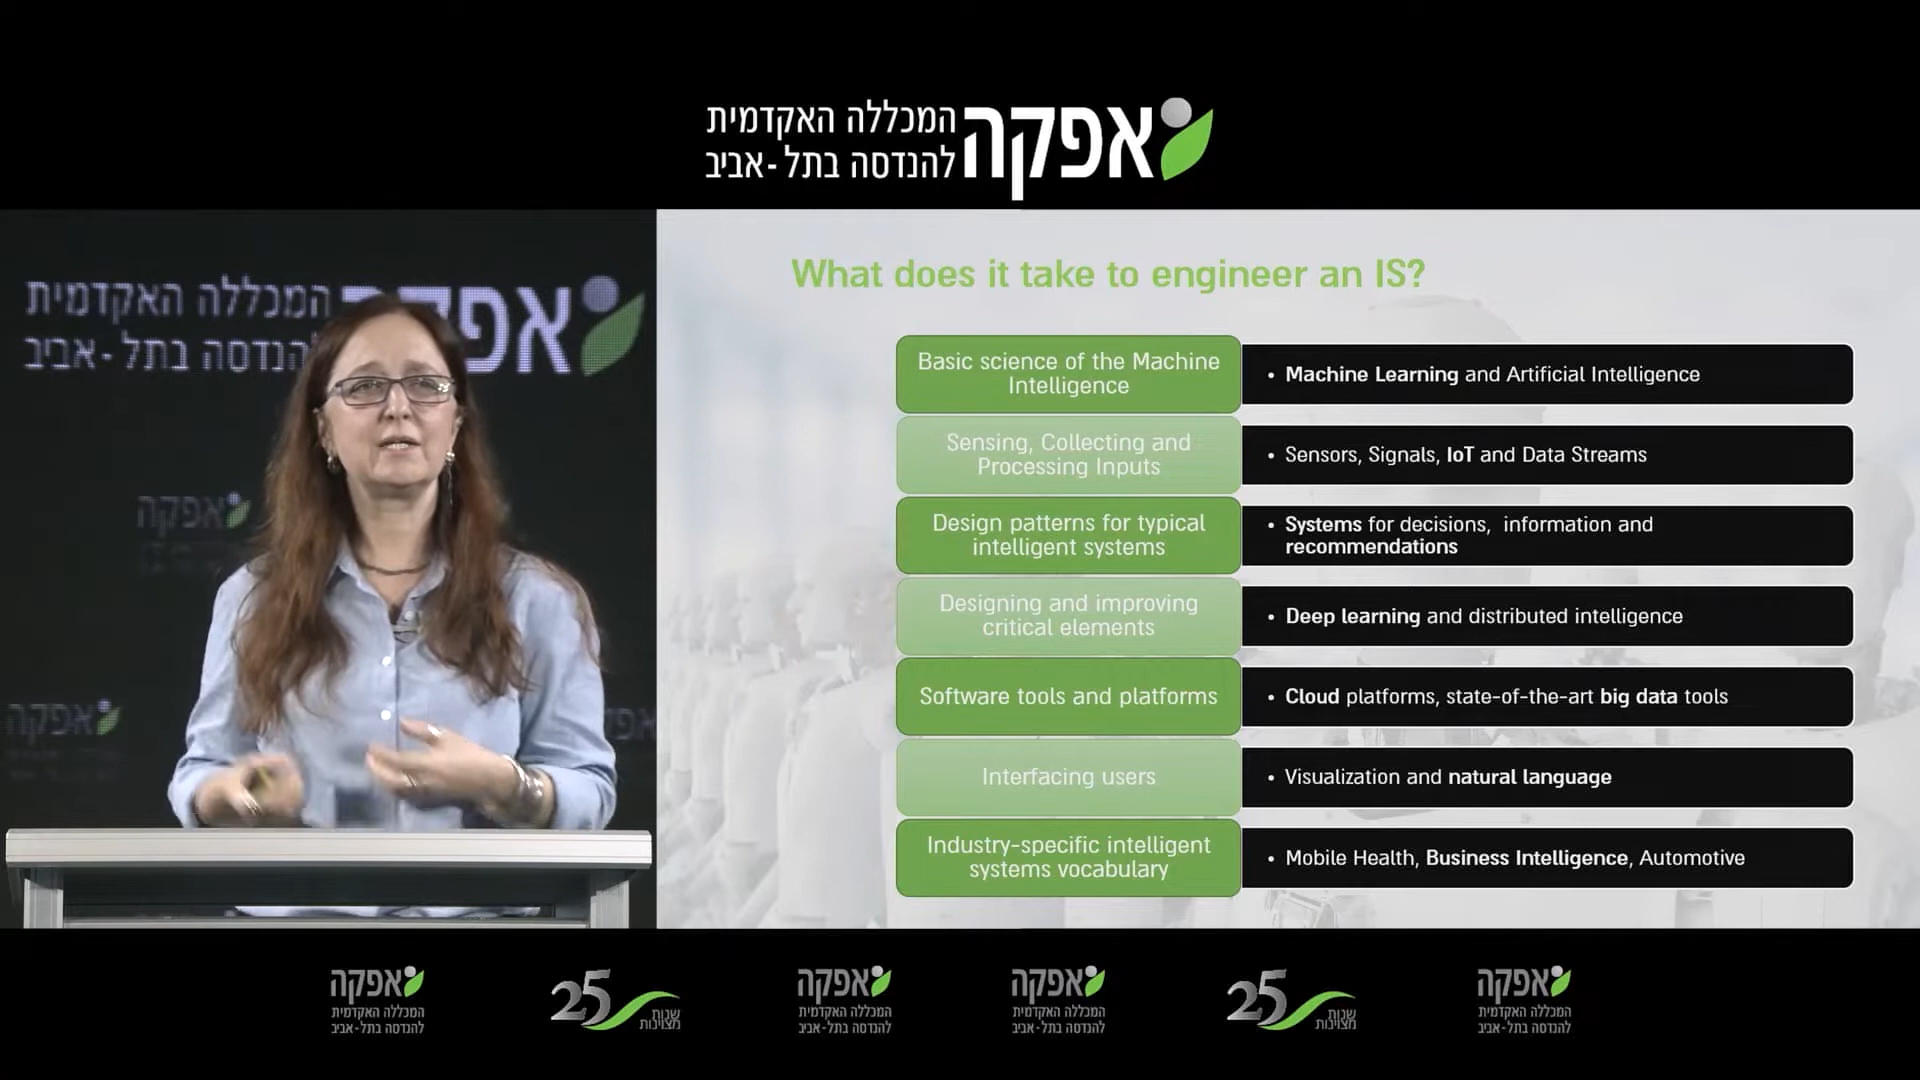 המכללה האקדמית
להנדסה בתל-אביב
אפקה
המכללה האקדמית
להנדסה בתל-אביב
אפקה
אפקה
אפקה
What does it take to engineer an IS?
Basic science of the Machine
Intelligence
• Machine Learning and Artificial Intelligence
Sensing, Collecting and
Processing Inputs
• Sensors, Signals, IoT and Data Streams
Design patterns for typical
intelligent systems
• Systems for decisions, information and
recommendations
Designing and improving
critical elements
• Deep learning and distributed intelligence
Software tools and platforms
• Cloud platforms, state-of-the-art big data tools
Interfacing users
• Visualization and natural language
Industry-specific intelligent
systems vocabulary
• Mobile Health, Business Intelligence, Automotive
אפקה
המכללה האקדמית
להנדסה בתל-אביב
25
שנות
מצוינות
אפקה
המכללה האקדמית
להנדסה בתל-אביב
אפקה
המכללה האקדמית
להנדסה בתל-אביב
25
שנות
מצוינות
אפקה
המכללה האקדמית
להנדסה בתל-אביב